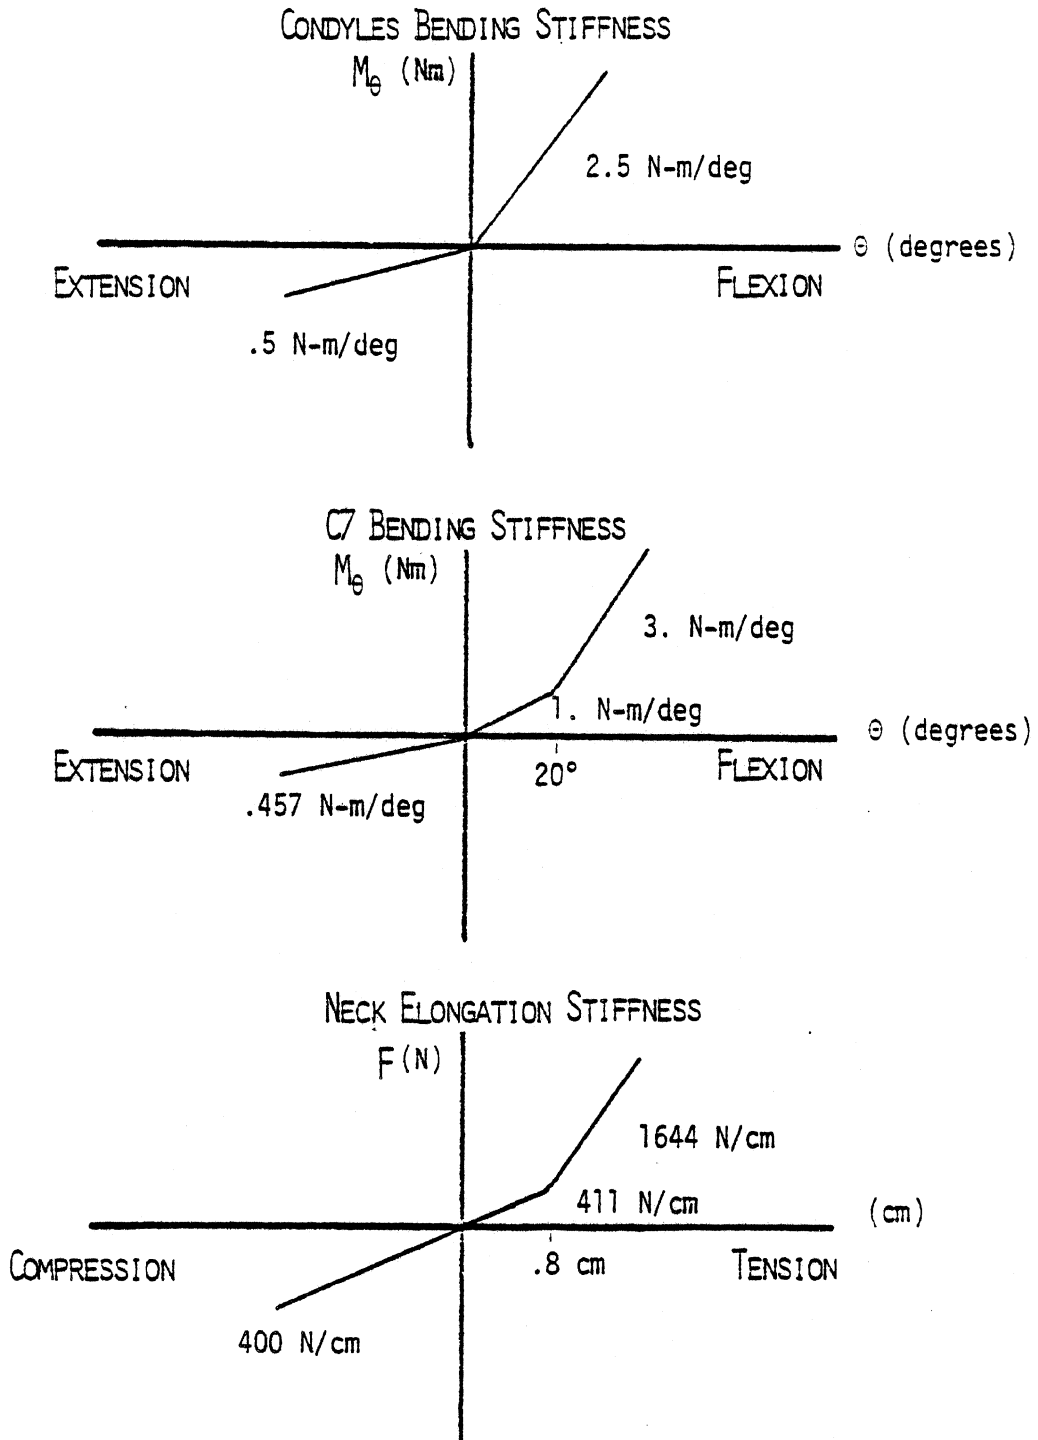 CONDYLES BENDING STIFFNESS
Mθ (Nm)
2.5 N-m/deg
θ (degrees)
EXTENSION
FLEXION
.5 N-m/deg
C7 BENDING STIFFNESS
Mθ (Nm)
3. N-m/deg
1. N-m/deg
θ (degrees)
EXTENSION
20°
FLEXION
.457 N-m/deg
NECK ELONGATION STIFFNESS
F(N)
1644 N/cm
411 N/cm
(cm)
COMPRESSION
.8 cm
TENSION
400 N/cm